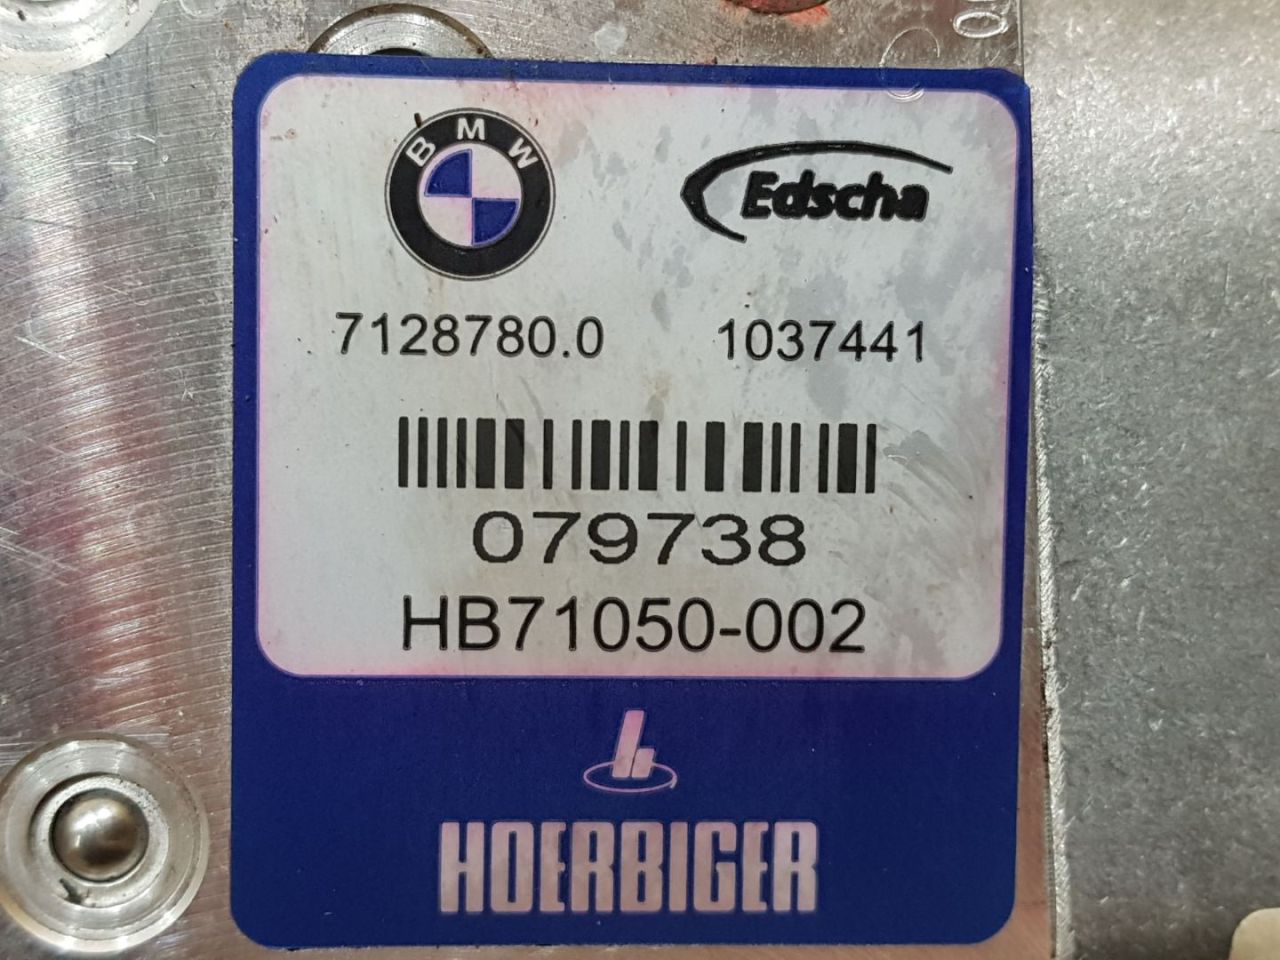 BMW
Edscha
7128780.0 1037441
079738
HB71050-002
HOERBIGER